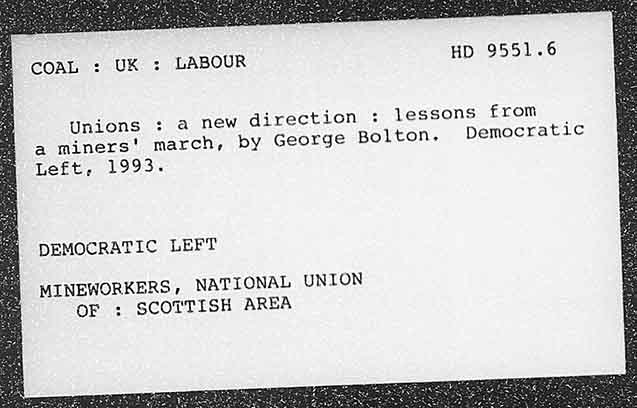 COAL : UK : LABOUR HD 9551.6
Unions : a new direction : lessons from
a miners' march, by George Bolton. Democratic
Left, 1993.
DEMOCRATIC LEFT
MINEWORKERS, NATIONAL UNION
OF : SCOTTISH AREA